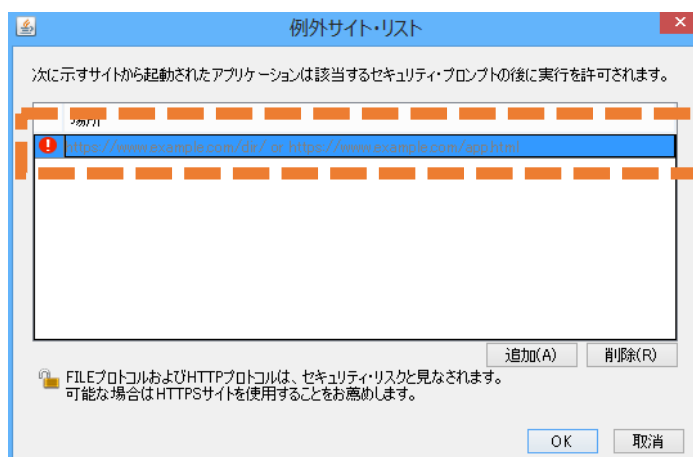 例外サイト・リスト
次に示すサイトから起動されたアプリケーションは該当するセキュリティ・プロンプトの後に実行を許可されます。
場所
https://www.example.com/dir/ or https://www.example.com/app.html
追加(A)
削除(R)
FILEプロトコルおよびHTTPプロトコルは、セキュリティ・リスクと見なされます。
可能な場合はHTTPSサイトを使用することをお薦めします。
OK
取消